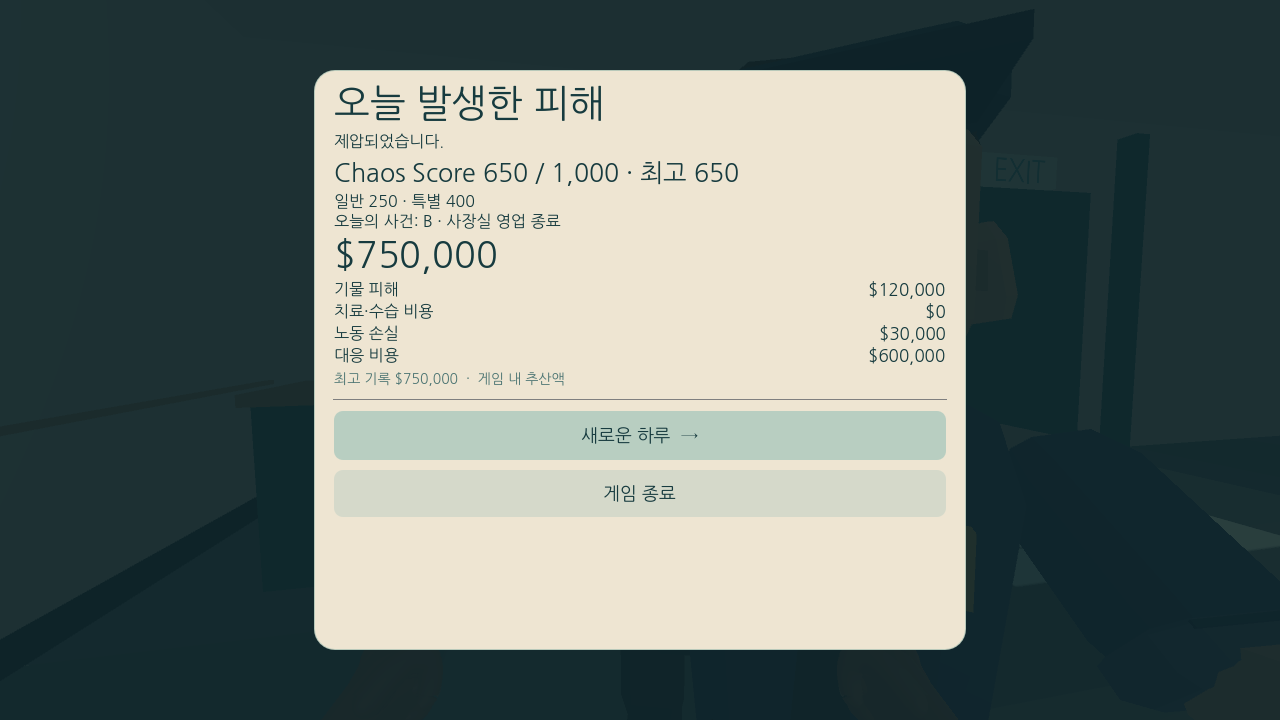 오늘 발생한 피해
제압되었습니다.
Chaos Score 650 / 1,000 · 최고 650
일반 250 · 특별 400
오늘의 사건: B · 사장실 영업 종료
$750,000
기물 피해 $120,000
치료·수습 비용 $0
노동 손실 $30,000
대응 비용 $600,000
최고 기록 $750,000 · 게임 내 추산액
새로운 하루 →
게임 종료
EXIT